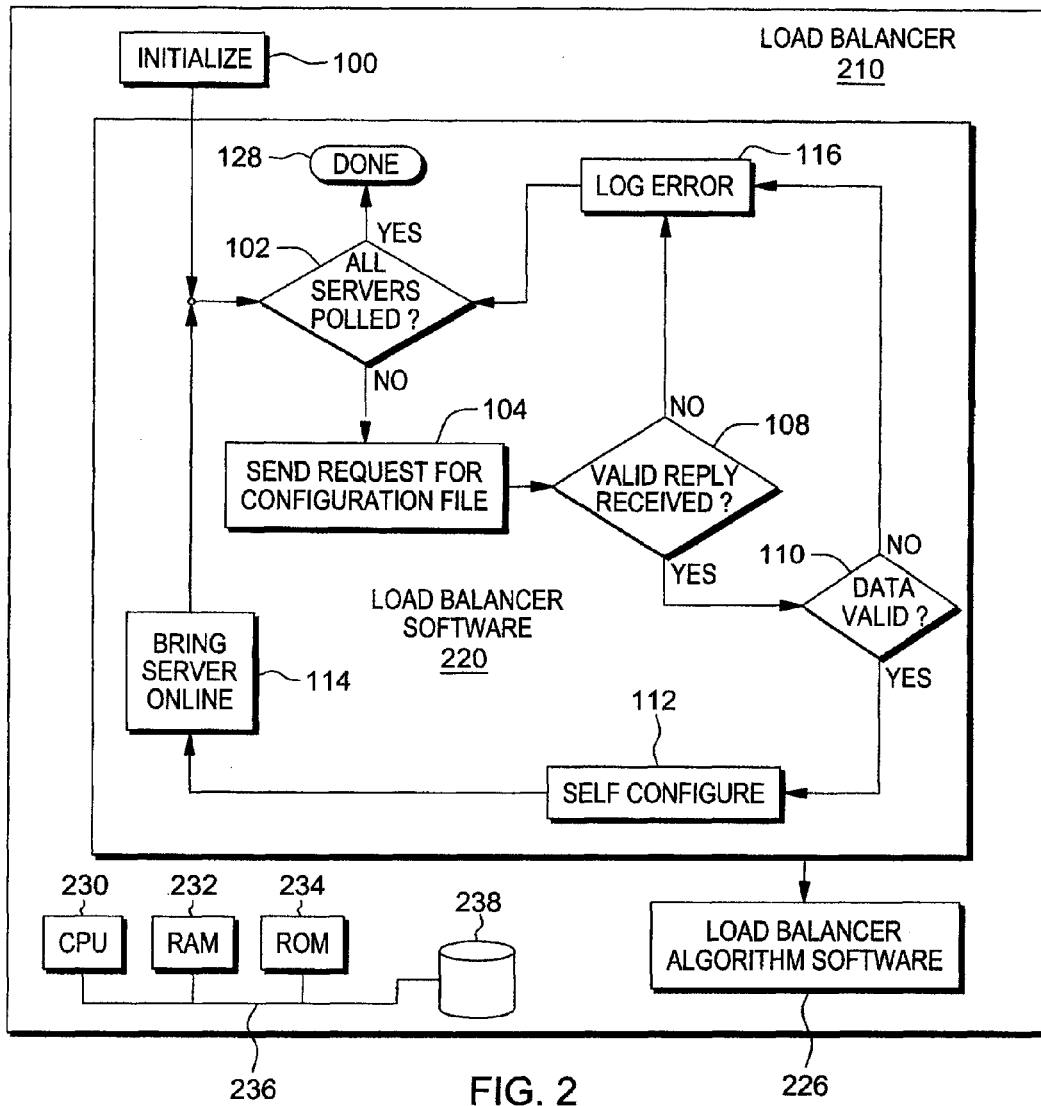 INITIALIZE
100
LOAD BALANCER
210
128
DONE
116
LOG ERROR
YES
102
ALL
SERVERS
POLLED ?
NO
104
NO
108
SEND REQUEST FOR
CONFIGURATION FILE
VALID REPLY
RECEIVED ?
YES
110
NO
DATA
VALID ?
YES
LOAD BALANCER
SOFTWARE
220
BRING
SERVER
ONLINE
114
112
SELF CONFIGURE
230
232
234
238
CPU
RAM
ROM
LOAD BALANCER
ALGORITHM SOFTWARE
236
226
FIG. 2